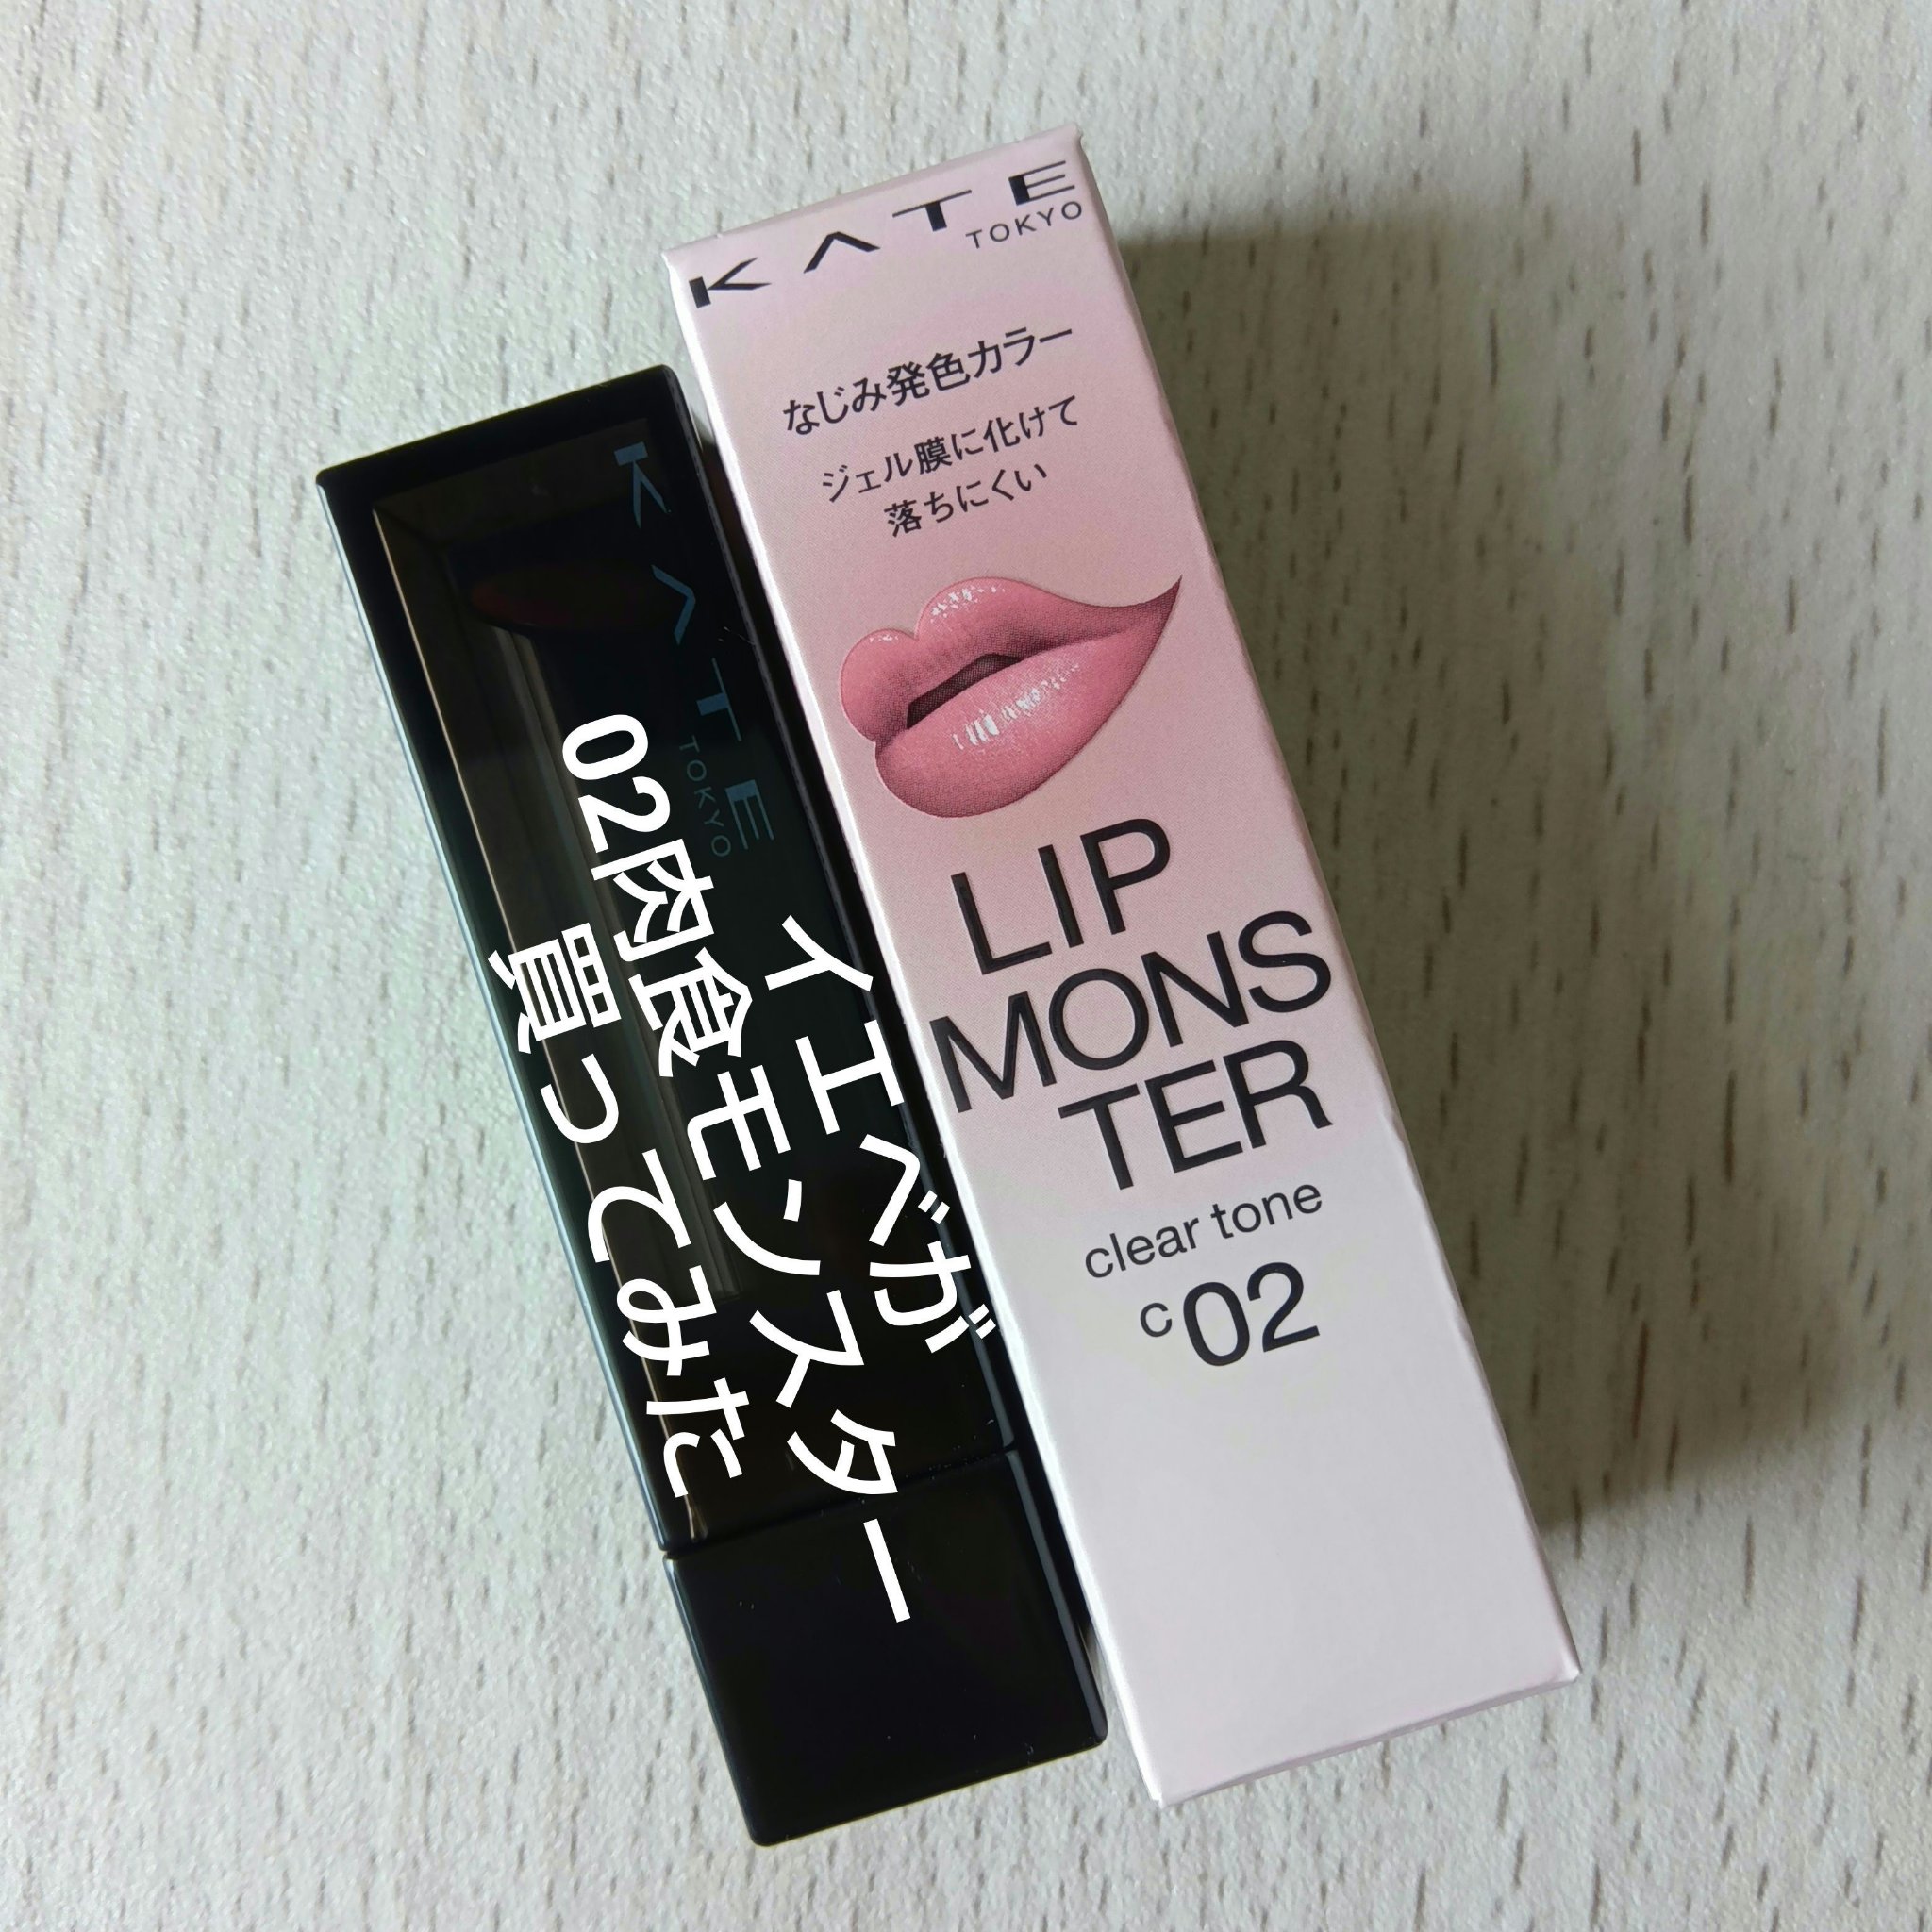 KATE
TOKYO
なじみ発色カラー
ジェル膜に化けて
落ちにくい
LIP
MONS
TER
clear tone
c02
KATE
TOKYO
イエベが
02肉食モンスター
買ってみた